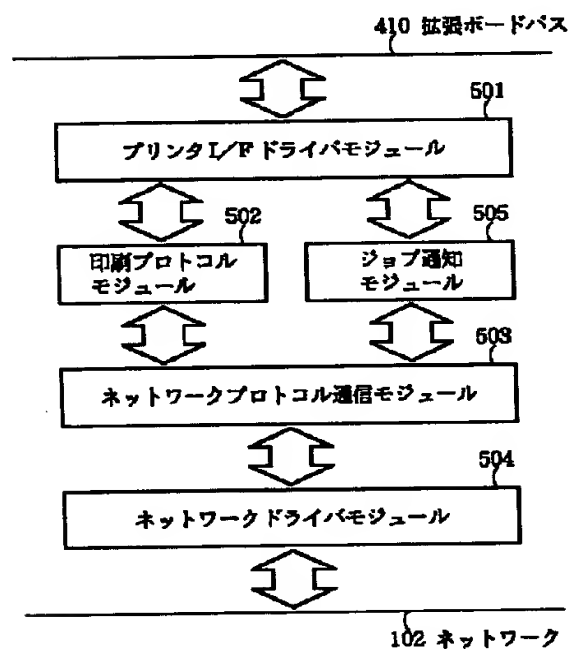 410 拡張ボードバス
501
プリンタI/Fドライバモジュール
502
505
印刷プロトコル
モジュール
ジョブ通知
モジュール
503
ネットワークプロトコル通信モジュール
504
ネットワークドライバモジュール
102 ネットワーク